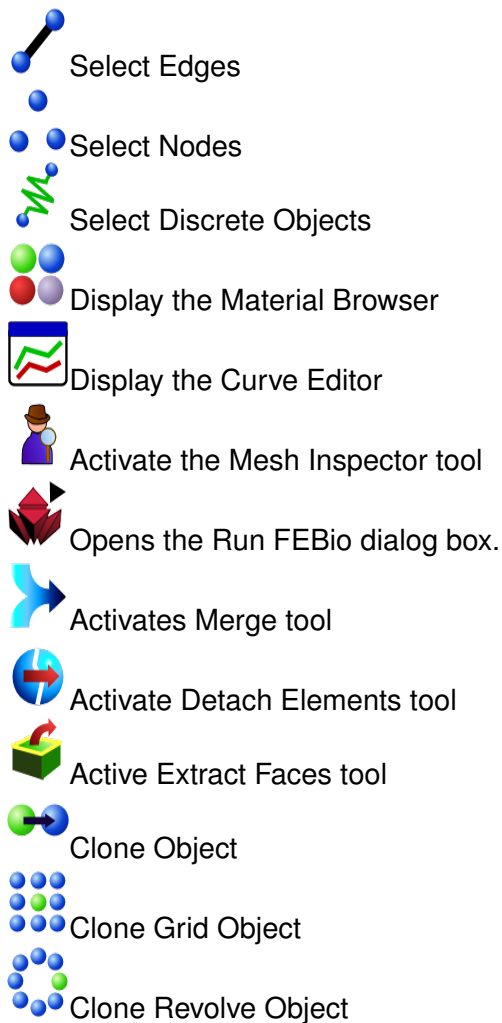 Select Edges
Select Nodes
Select Discrete Objects
Display the Material Browser
Display the Curve Editor
Activate the Mesh Inspector tool
Opens the Run FEBio dialog box.
Activates Merge tool
Activate Detach Elements tool
Active Extract Faces tool
Clone Object
Clone Grid Object
Clone Revolve Object